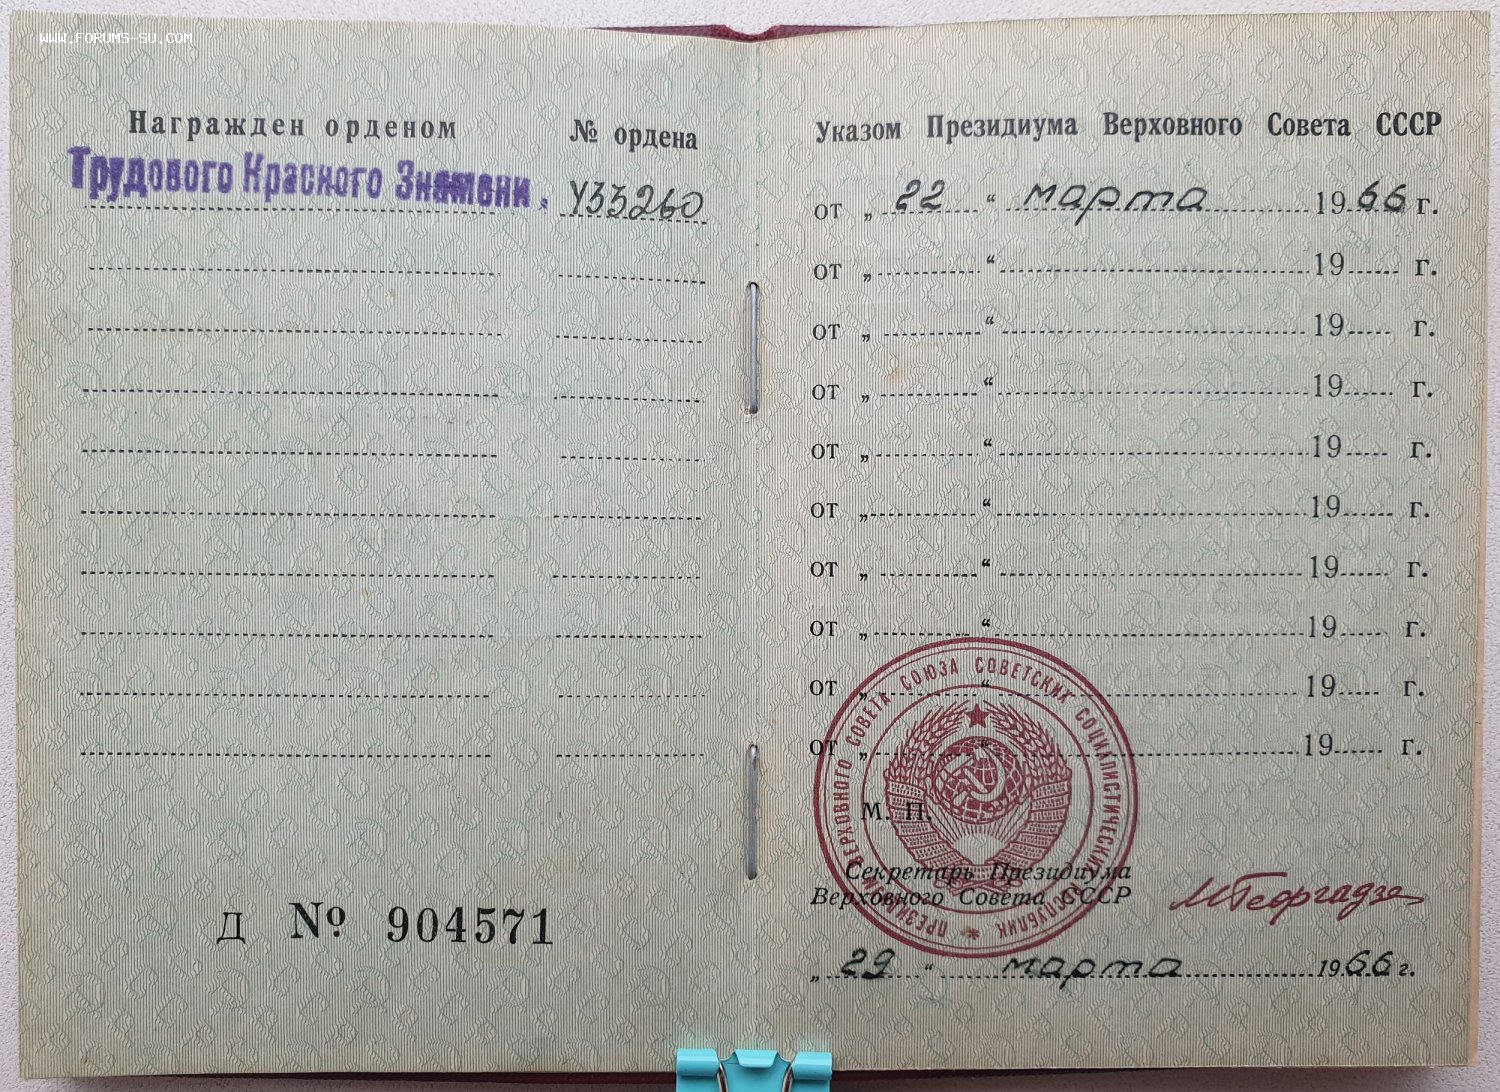 WWW.FORUMS-SU.COM
Награжден орденом № ордена
Трудового Красного Знамени. У33260
Указом Президиума Верховного Совета СССР
от „ 22 “ марта 1966 г.
от „ “ 19 г.
от „ “ 19 г.
от „ “ 19 г.
от „ “ 19 г.
от „ “ 19 г.
от „ “ 19 г.
от „ “ 19 г.
от „ “ 19 г.
от „ “ 19 г.
ПРЕЗИДИУМ ВЕРХОВНОГО СОВЕТА СОЮЗА СОВЕТСКИХ СОЦИАЛИСТИЧЕСКИХ РЕСПУБЛИК
М. П.
Секретарь Президиума
Верховного Совета СССР МГеоргадзе
„ 29 “ марта 1966 г.
Д № 904571